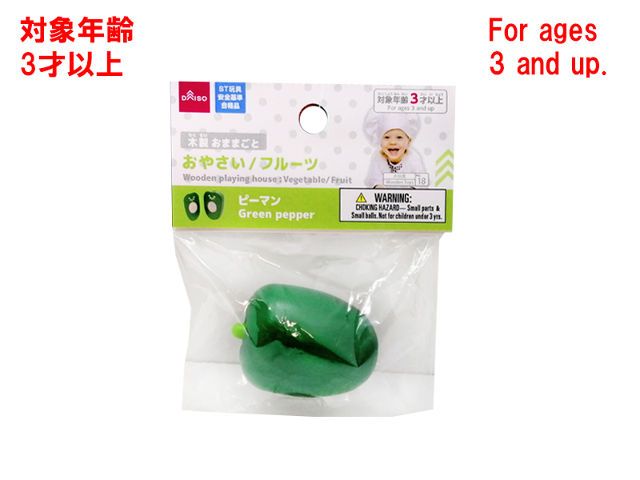 対象年齢
3才以上
For ages
3 and up.
DAISO
ST玩具
安全基準
合格品
対象年齢3才以上
For ages 3 and up
木製おままごと
おやさい/フルーツ
Wooden playing house:Vegetable/Fruit
18
ピーマン
Green pepper
WARNING:
CHOKING HAZARD— Small parts &
Small balls. Not for children under 3 yrs.